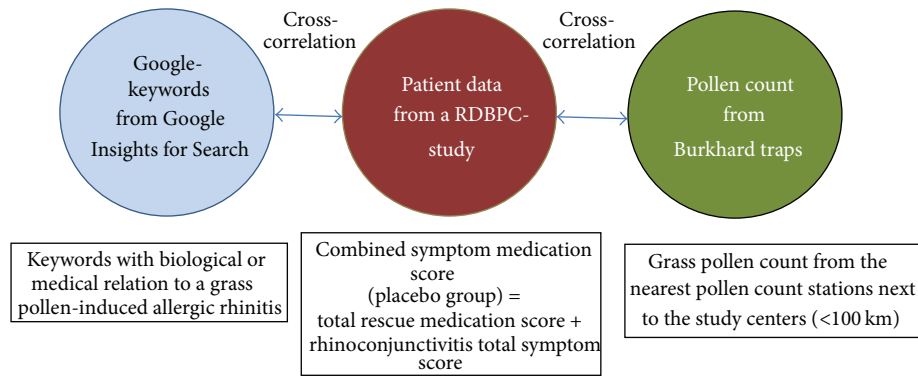 Cross-
correlation
Cross-
correlation
Google-
keywords
from Google
Insights for Search
Patient data
from a RDBPC-
study
Pollen count
from
Burkhard traps
Keywords with biological or
medical relation to a grass
pollen-induced allergic rhinitis
Combined symptom medication
score
(placebo group) =
total rescue medication score +
rhinoconjunctivitis total symptom
score
Grass pollen count from the
nearest pollen count stations next
to the study centers (<100 km)